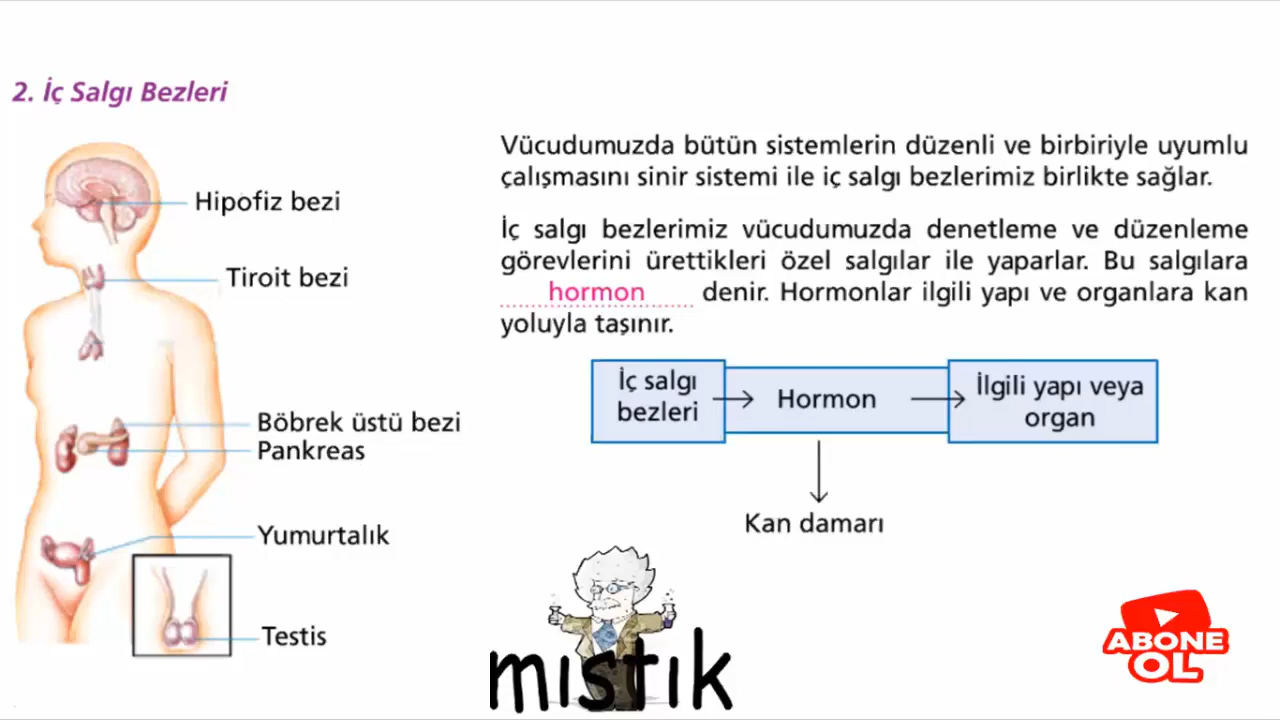 2. İç Salgı Bezleri
Hipofiz bezi
Tiroit bezi
Böbrek üstü bezi
Pankreas
Yumurtalık
Testis
Vücudumuzda bütün sistemlerin düzenli ve birbiriyle uyumlu
çalışmasını sinir sistemi ile iç salgı bezlerimiz birlikte sağlar.
İç salgı bezlerimiz vücudumuzda denetleme ve düzenleme
görevlerini ürettikleri özel salgılar ile yaparlar. Bu salgılara
hormon denir. Hormonlar ilgili yapı ve organlara kan
yoluyla taşınır.
İç salgı
bezleri
Hormon
İlgili yapı veya
organ
Kan damarı
mıstık
ABONE
OL